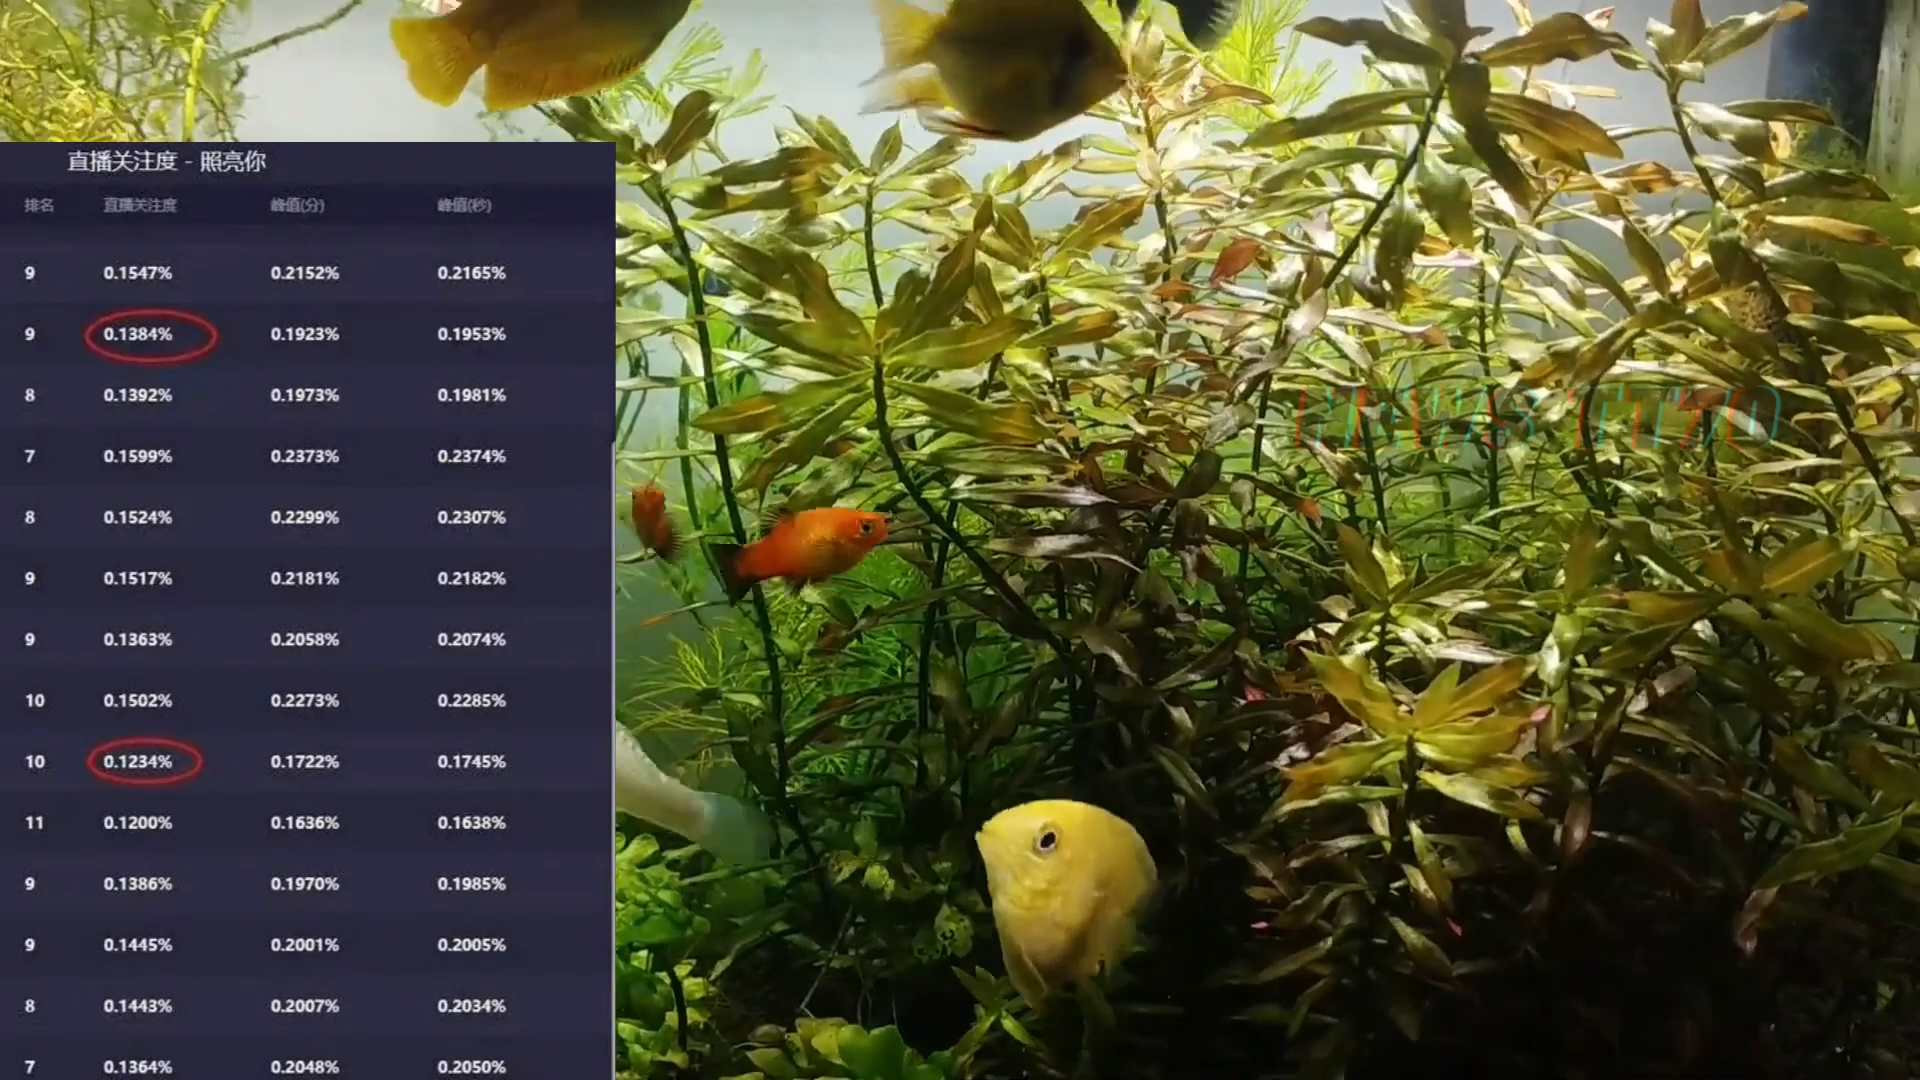 直播关注度 - 照亮你
排名 直播关注度 峰值(分) 峰值(秒)
9 0.1547% 0.2152% 0.2165%
9 0.1384% 0.1923% 0.1953%
8 0.1392% 0.1973% 0.1981%
7 0.1599% 0.2373% 0.2374%
8 0.1524% 0.2299% 0.2307%
9 0.1517% 0.2181% 0.2182%
9 0.1363% 0.2058% 0.2074%
10 0.1502% 0.2273% 0.2285%
10 0.1234% 0.1722% 0.1745%
11 0.1200% 0.1636% 0.1638%
9 0.1386% 0.1970% 0.1985%
9 0.1445% 0.2001% 0.2005%
8 0.1443% 0.2007% 0.2034%
7 0.1364% 0.2048% 0.2050%